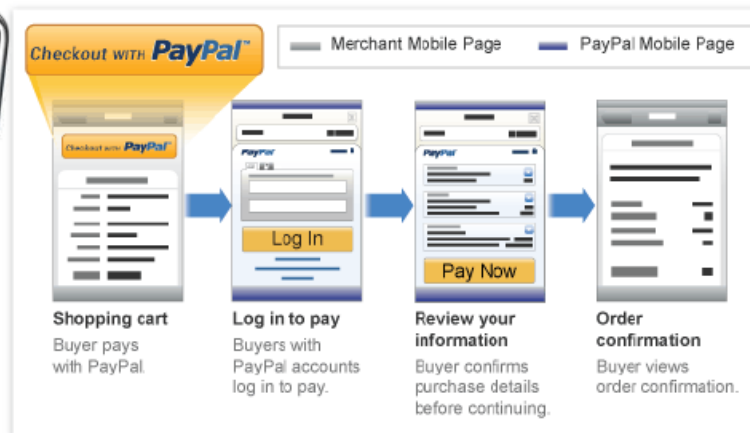 Checkout WITH PayPal™
Merchant Mobile Page
PayPal Mobile Page
Checkout WITH PayPal
PayPal
PayPal
Log In
Pay Now
Shopping cart
Buyer pays
with PayPal.
Log in to pay
Buyers with
PayPal accounts
log in to pay.
Review your
information
Buyer confirms
purchase details
before continuing.
Order
confirmation
Buyer views
order confirmation.